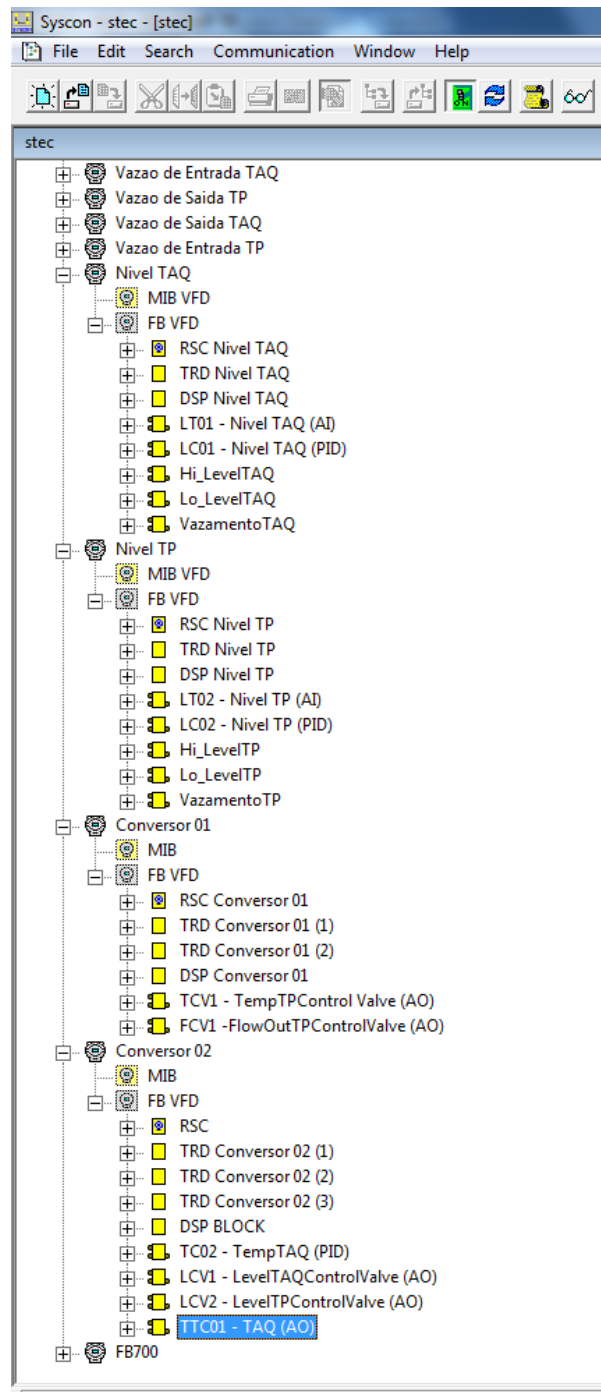 Syscon - stec - [stec]
File Edit Search Communication Window Help
stec
Vazao de Entrada TAQ
Vazao de Saida TP
Vazao de Saida TAQ
Vazao de Entrada TP
Nivel TAQ
MIB VFD
FB VFD
RSC Nivel TAQ
TRD Nivel TAQ
DSP Nivel TAQ
LT01 - Nivel TAQ (AI)
LC01 - Nivel TAQ (PID)
Hi_LevelTAQ
Lo_LevelTAQ
VazamentoTAQ
Nivel TP
MIB VFD
FB VFD
RSC Nivel TP
TRD Nivel TP
DSP Nivel TP
LT02 - Nivel TP (AI)
LC02 - Nivel TP (PID)
Hi_LevelTP
Lo_LevelTP
VazamentoTP
Conversor 01
MIB
FB VFD
RSC Conversor 01
TRD Conversor 01 (1)
TRD Conversor 01 (2)
DSP Conversor 01
TCV1 - TempTPControl Valve (AO)
FCV1 -FlowOutTPControlValve (AO)
Conversor 02
MIB
FB VFD
RSC
TRD Conversor 02 (1)
TRD Conversor 02 (2)
TRD Conversor 02 (3)
DSP BLOCK
TC02 - TempTAQ (PID)
LCV1 - LevelTAQControlValve (AO)
LCV2 - LevelTPControlValve (AO)
TTC01 - TAQ (AO)
FB700